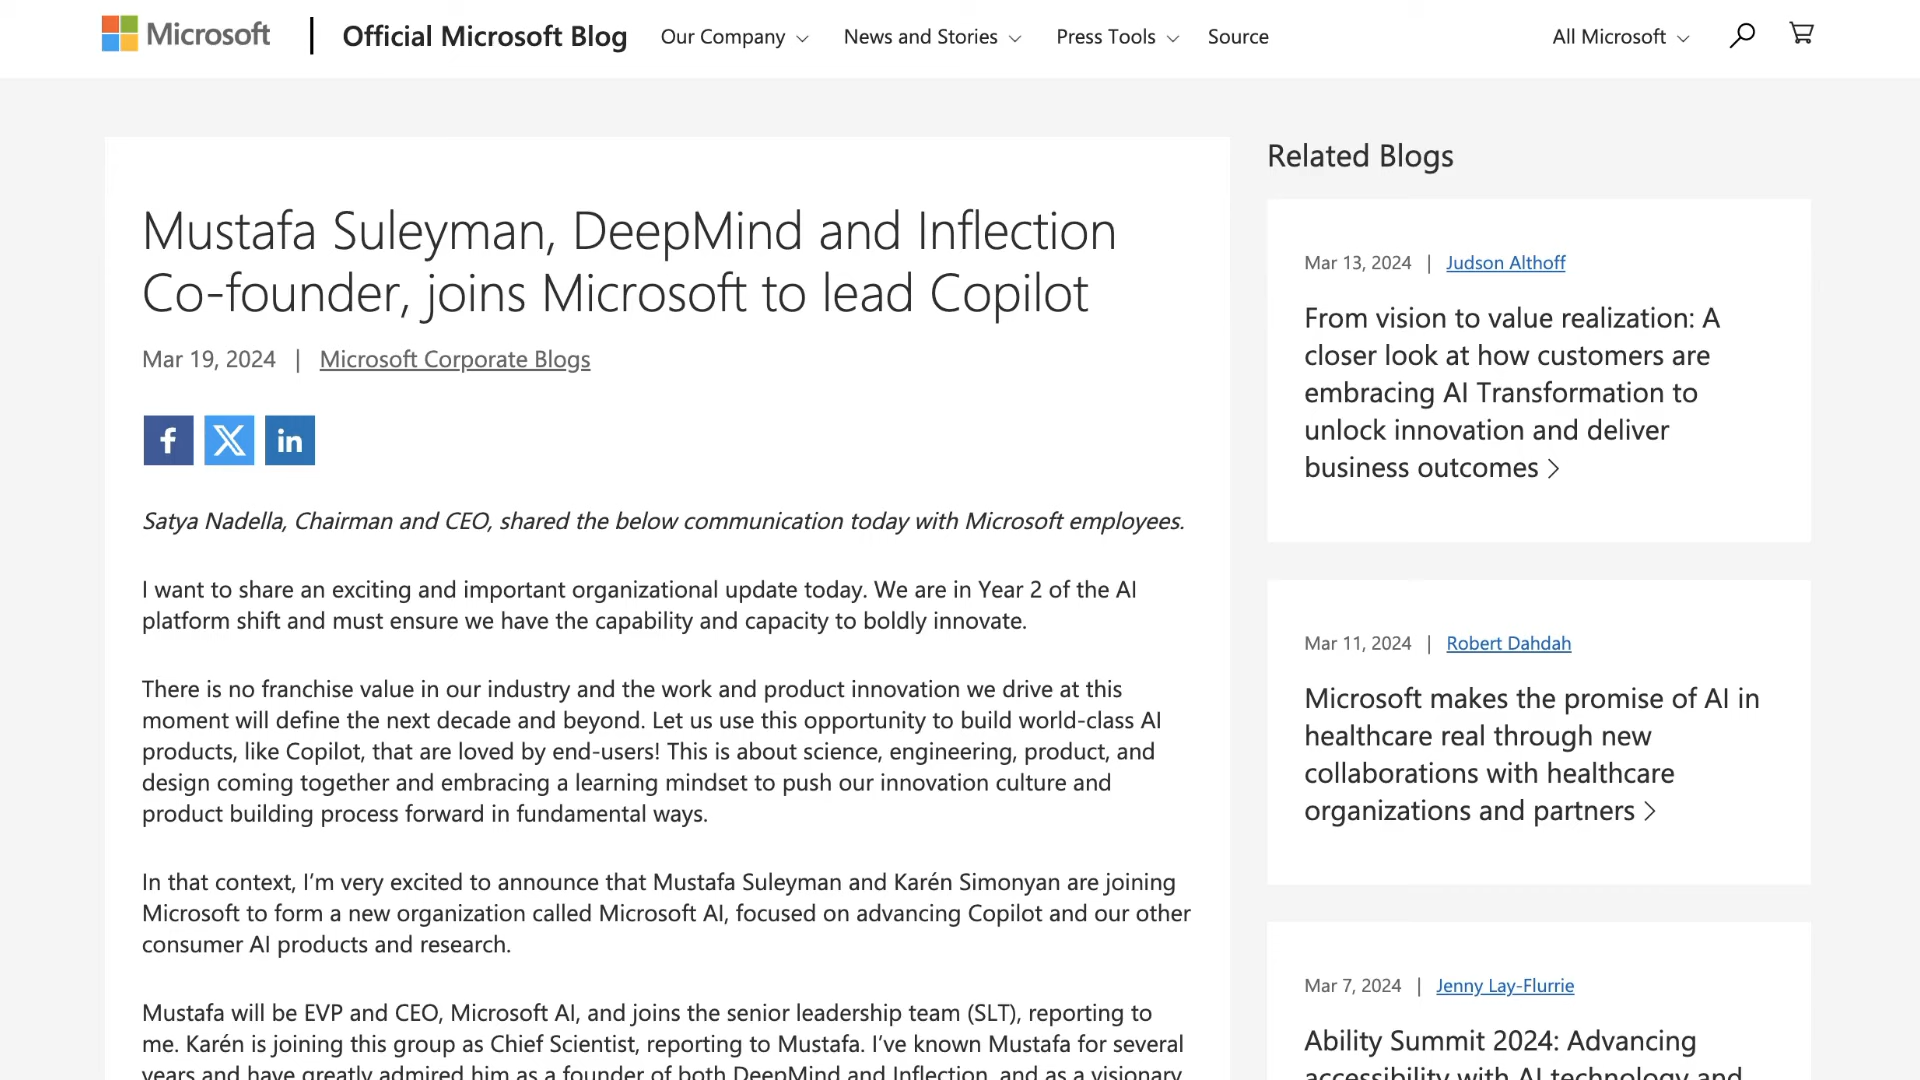 Microsoft
Official Microsoft Blog
Our Company
News and Stories
Press Tools
Source
All Microsoft
Mustafa Suleyman, DeepMind and Inflection
Co-founder, joins Microsoft to lead Copilot
Mar 19, 2024 | Microsoft Corporate Blogs
Satya Nadella, Chairman and CEO, shared the below communication today with Microsoft employees.
I want to share an exciting and important organizational update today. We are in Year 2 of the AI
platform shift and must ensure we have the capability and capacity to boldly innovate.
There is no franchise value in our industry and the work and product innovation we drive at this
moment will define the next decade and beyond. Let us use this opportunity to build world-class AI
products, like Copilot, that are loved by end-users! This is about science, engineering, product, and
design coming together and embracing a learning mindset to push our innovation culture and
product building process forward in fundamental ways.
In that context, I’m very excited to announce that Mustafa Suleyman and Karén Simonyan are joining
Microsoft to form a new organization called Microsoft AI, focused on advancing Copilot and our other
consumer AI products and research.
Mustafa will be EVP and CEO, Microsoft AI, and joins the senior leadership team (SLT), reporting to
me. Karén is joining this group as Chief Scientist, reporting to Mustafa. I’ve known Mustafa for several
years and have greatly admired him as a founder of both DeepMind and Inflection, and as a visionary
Related Blogs
Mar 13, 2024 | Judson Althoff
From vision to value realization: A
closer look at how customers are
embracing AI Transformation to
unlock innovation and deliver
business outcomes
Mar 11, 2024 | Robert Dahdah
Microsoft makes the promise of AI in
healthcare real through new
collaborations with healthcare
organizations and partners
Mar 7, 2024 | Jenny Lay-Flurrie
Ability Summit 2024: Advancing
accessibility with AI technology and